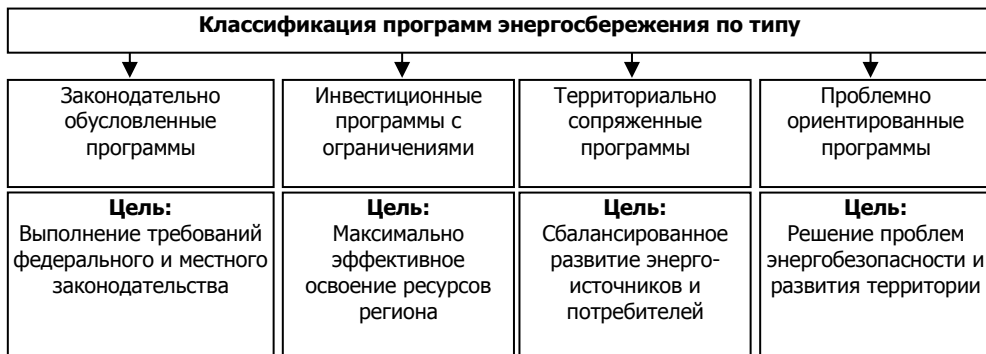 Классификация программ энергосбережения по типу
Законодательно
обусловленные
программы
Инвестиционные
программы с
ограничениями
Территориально
сопряженные
программы
Проблемно
ориентированные
программы
Цель:
Выполнение требований
федерального и местного
законодательства
Цель:
Максимально
эффективное
освоение ресурсов
региона
Цель:
Сбалансированное
развитие энерго-
источников и
потребителей
Цель:
Решение проблем
энергобезопасности и
развития территории